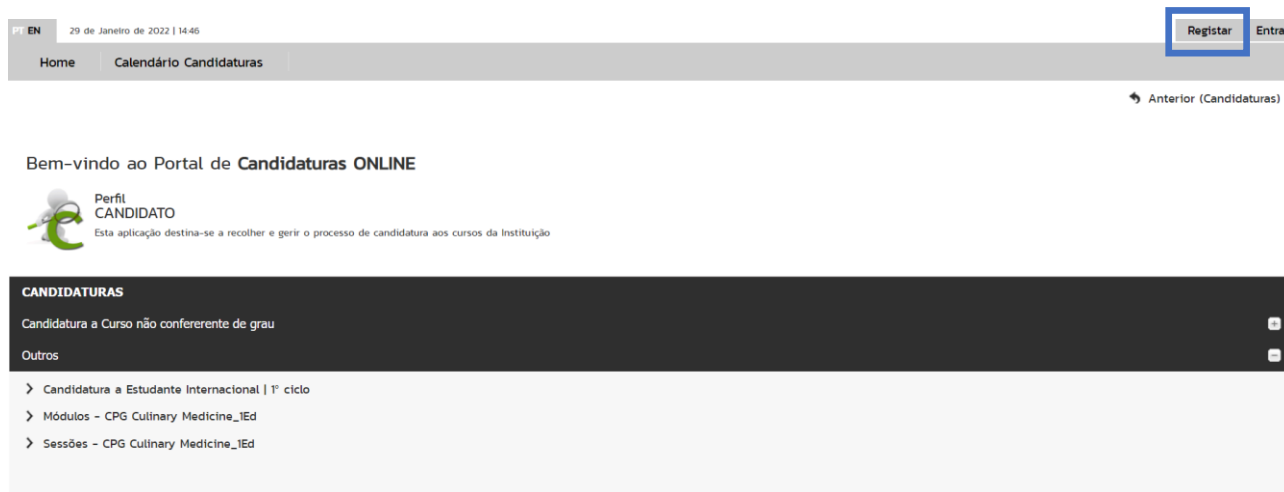 PT EN 29 de Janeiro de 2022 | 14:46 Registar Entra
Home Calendário Candidaturas
Anterior (Candidaturas)
Bem-vindo ao Portal de Candidaturas ONLINE
Perfil
CANDIDATO
Esta aplicação destina-se a recolher e gerir o processo de candidatura aos cursos da Instituição
CANDIDATURAS
Candidatura a Curso não confererente de grau
Outros
Candidatura a Estudante Internacional | 1º ciclo
Módulos - CPG Culinary Medicine_1Ed
Sessões - CPG Culinary Medicine_1Ed